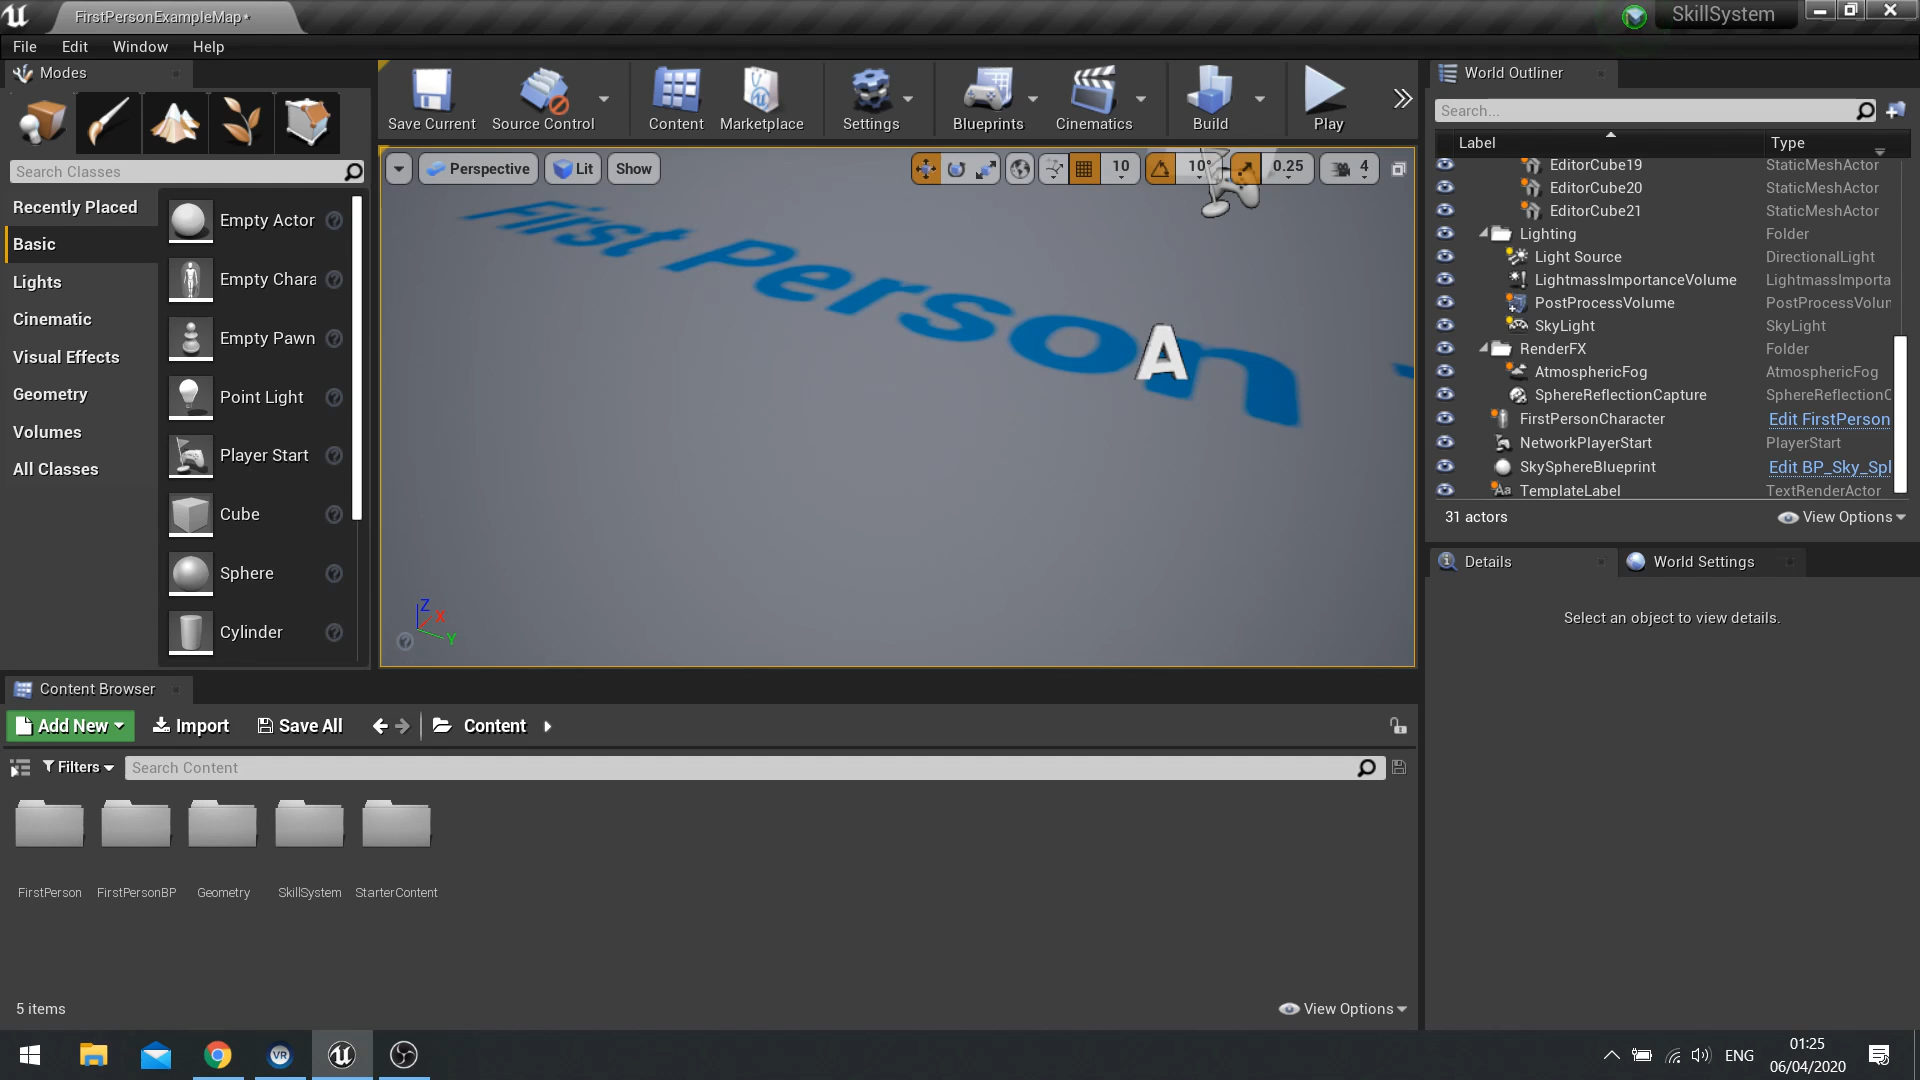 FirstPersonExampleMap*
SkillSystem
File Edit Window Help
Modes
Search Classes
Recently Placed
Basic
Lights
Cinematic
Visual Effects
Geometry
Volumes
All Classes
Empty Actor
Empty Chara
Empty Pawn
Point Light
Player Start
Cube
Sphere
Cylinder
Save Current
Source Control
Content
Marketplace
Settings
Blueprints
Cinematics
Build
Play
Perspective
Lit
Show
10
10°
0.25
4
First Person
A
Z
X
Y
World Outliner
Search...
Label Type
EditorCube19 StaticMeshActor
EditorCube20 StaticMeshActor
EditorCube21 StaticMeshActor
Lighting Folder
Light Source DirectionalLight
LightmassImportanceVolume LightmassImporta
PostProcessVolume PostProcessVolun
SkyLight SkyLight
RenderFX Folder
AtmosphericFog AtmosphericFog
SphereReflectionCapture SphereReflectionC
FirstPersonCharacter Edit FirstPerson
NetworkPlayerStart PlayerStart
SkySphereBlueprint Edit BP_Sky_Spl
TemplateLabel TextRenderActor
31 actors
View Options
Details
World Settings
Select an object to view details.
Content Browser
Add New
Import
Save All
Content
Filters
Search Content
FirstPerson
FirstPersonBP
Geometry
SkillSystem
StarterContent
5 items
View Options
VR
ENG
01:25
06/04/2020